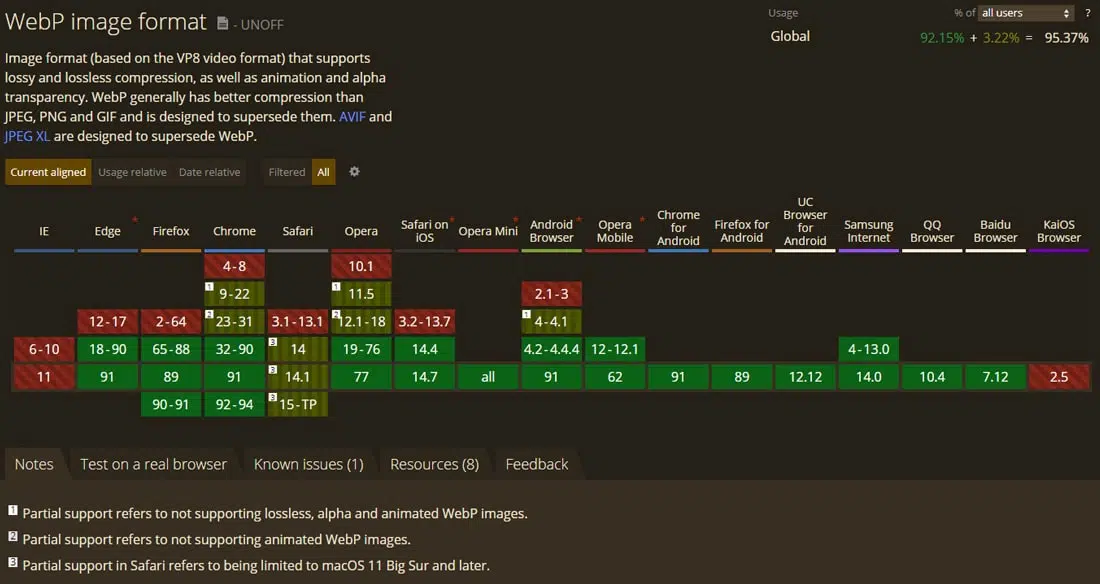 WebP image format - UNOFF
Usage % of all users ?
Global 92.15% + 3.22% = 95.37%
Image format (based on the VP8 video format) that supports
lossy and lossless compression, as well as animation and alpha
transparency. WebP generally has better compression than
JPEG, PNG and GIF and is designed to supersede them. AVIF and
JPEG XL are designed to supersede WebP.
Current aligned Usage relative Date relative Filtered All
IE Edge * Firefox Chrome Safari Opera Safari on iOS * Opera Mini * Android Browser * Opera Mobile * Chrome for Android Firefox for Android UC Browser for Android Samsung Internet QQ Browser Baidu Browser KaiOS Browser
4-8 10.1
1 9-22 1 11.5 2.1-3
12-17 2-64 2 23-31 3.1-13.1 2 12.1-18 3.2-13.7 1 4-4.1
6-10 18-90 65-88 32-90 3 14 19-76 14.4 4.2-4.4.4 12-12.1 4-13.0
11 91 89 91 3 14.1 77 14.7 all 91 62 91 89 12.12 14.0 10.4 7.12 2.5
90-91 92-94 3 15-TP
Notes Test on a real browser Known issues (1) Resources (8) Feedback
1 Partial support refers to not supporting lossless, alpha and animated WebP images.
2 Partial support refers to not supporting animated WebP images.
3 Partial support in Safari refers to being limited to macOS 11 Big Sur and later.